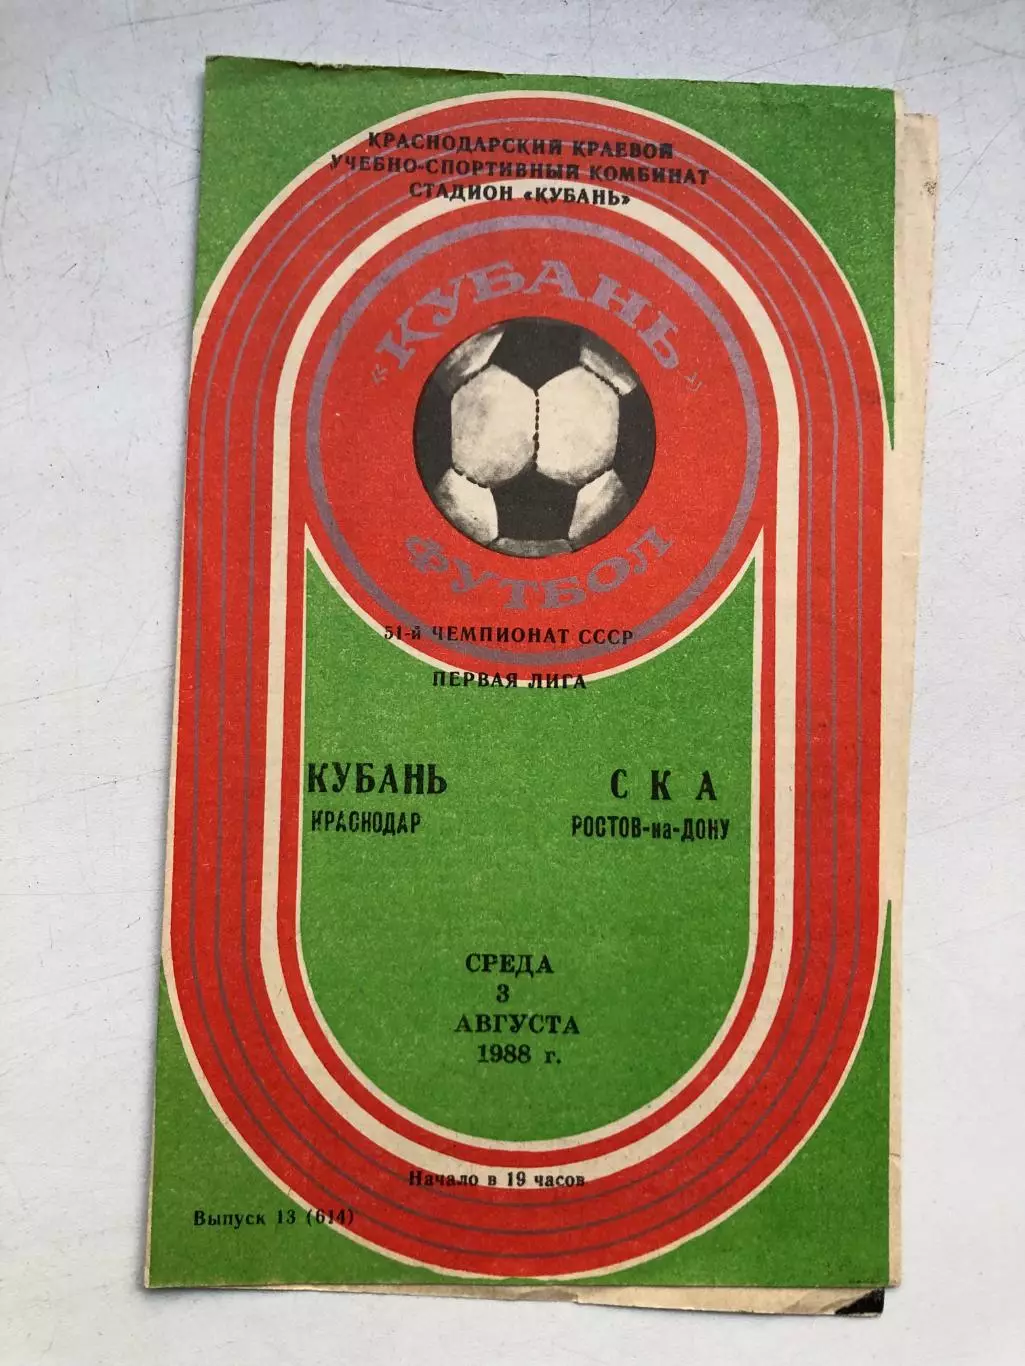 КРАСНОДАРСКИЙ КРАЕВОЙ
УЧЕБНО-СПОРТИВНЫЙ КОМБИНАТ
СТАДИОН «КУБАНЬ»
«КУБАНЬ»
ФУТБОЛ
51-й ЧЕМПИОНАТ СССР
ПЕРВАЯ ЛИГА
КУБАНЬ СКА
КРАСНОДАР РОСТОВ-на-ДОНУ
СРЕДА
3
АВГУСТА
1988 г.
Начало в 19 часов
Выпуск 13 (614)